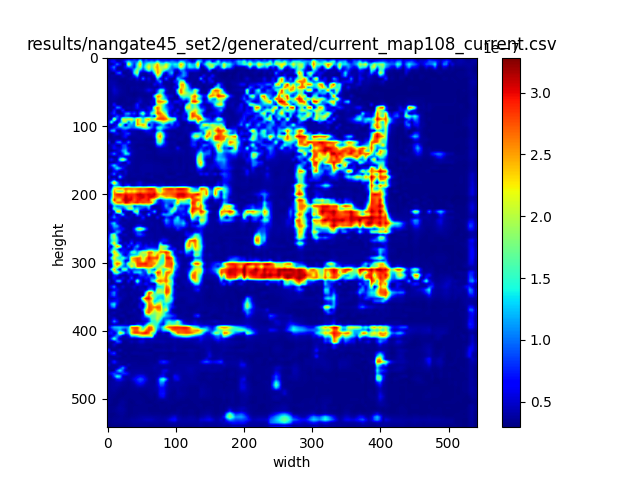 results/nangate45_set2/generated/current_map108_current.csv
1e−7
0
100
200
300
400
500
height
0 100 200 300 400 500
width
3.0
2.5
2.0
1.5
1.0
0.5